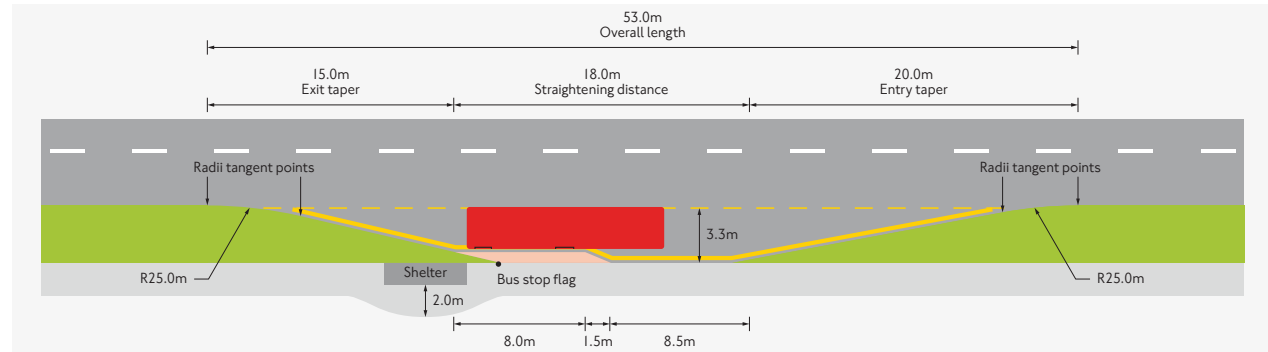 53.0m
Overall length
15.0m
Exit taper
18.0m
Straightening distance
20.0m
Entry taper
Radii tangent points
Radii tangent points
3.3m
R25.0m
Shelter
Bus stop flag
R25.0m
2.0m
8.0m
1.5m
8.5m